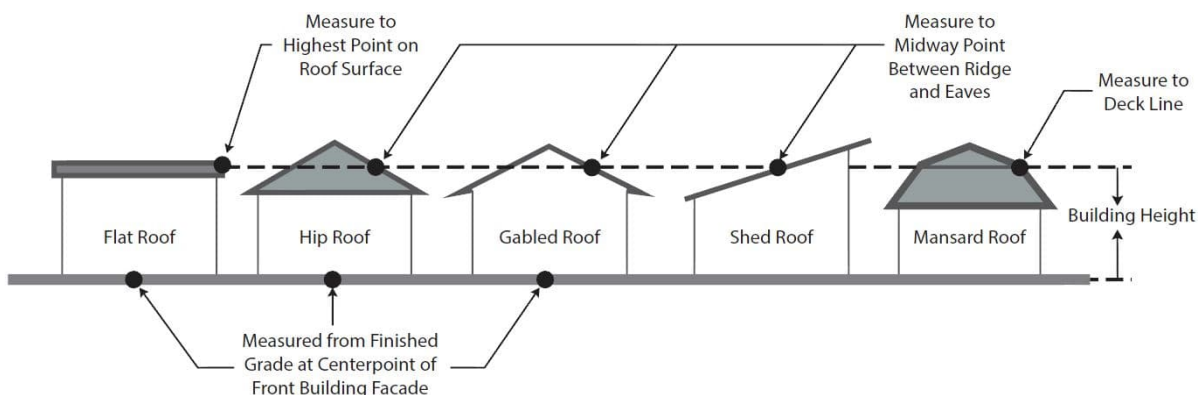 Measure to
Highest Point on
Roof Surface
Measure to
Midway Point
Between Ridge
and Eaves
Measure to
Deck Line
Flat Roof
Hip Roof
Gabled Roof
Shed Roof
Mansard Roof
Building Height
Measured from Finished
Grade at Centerpoint of
Front Building Facade